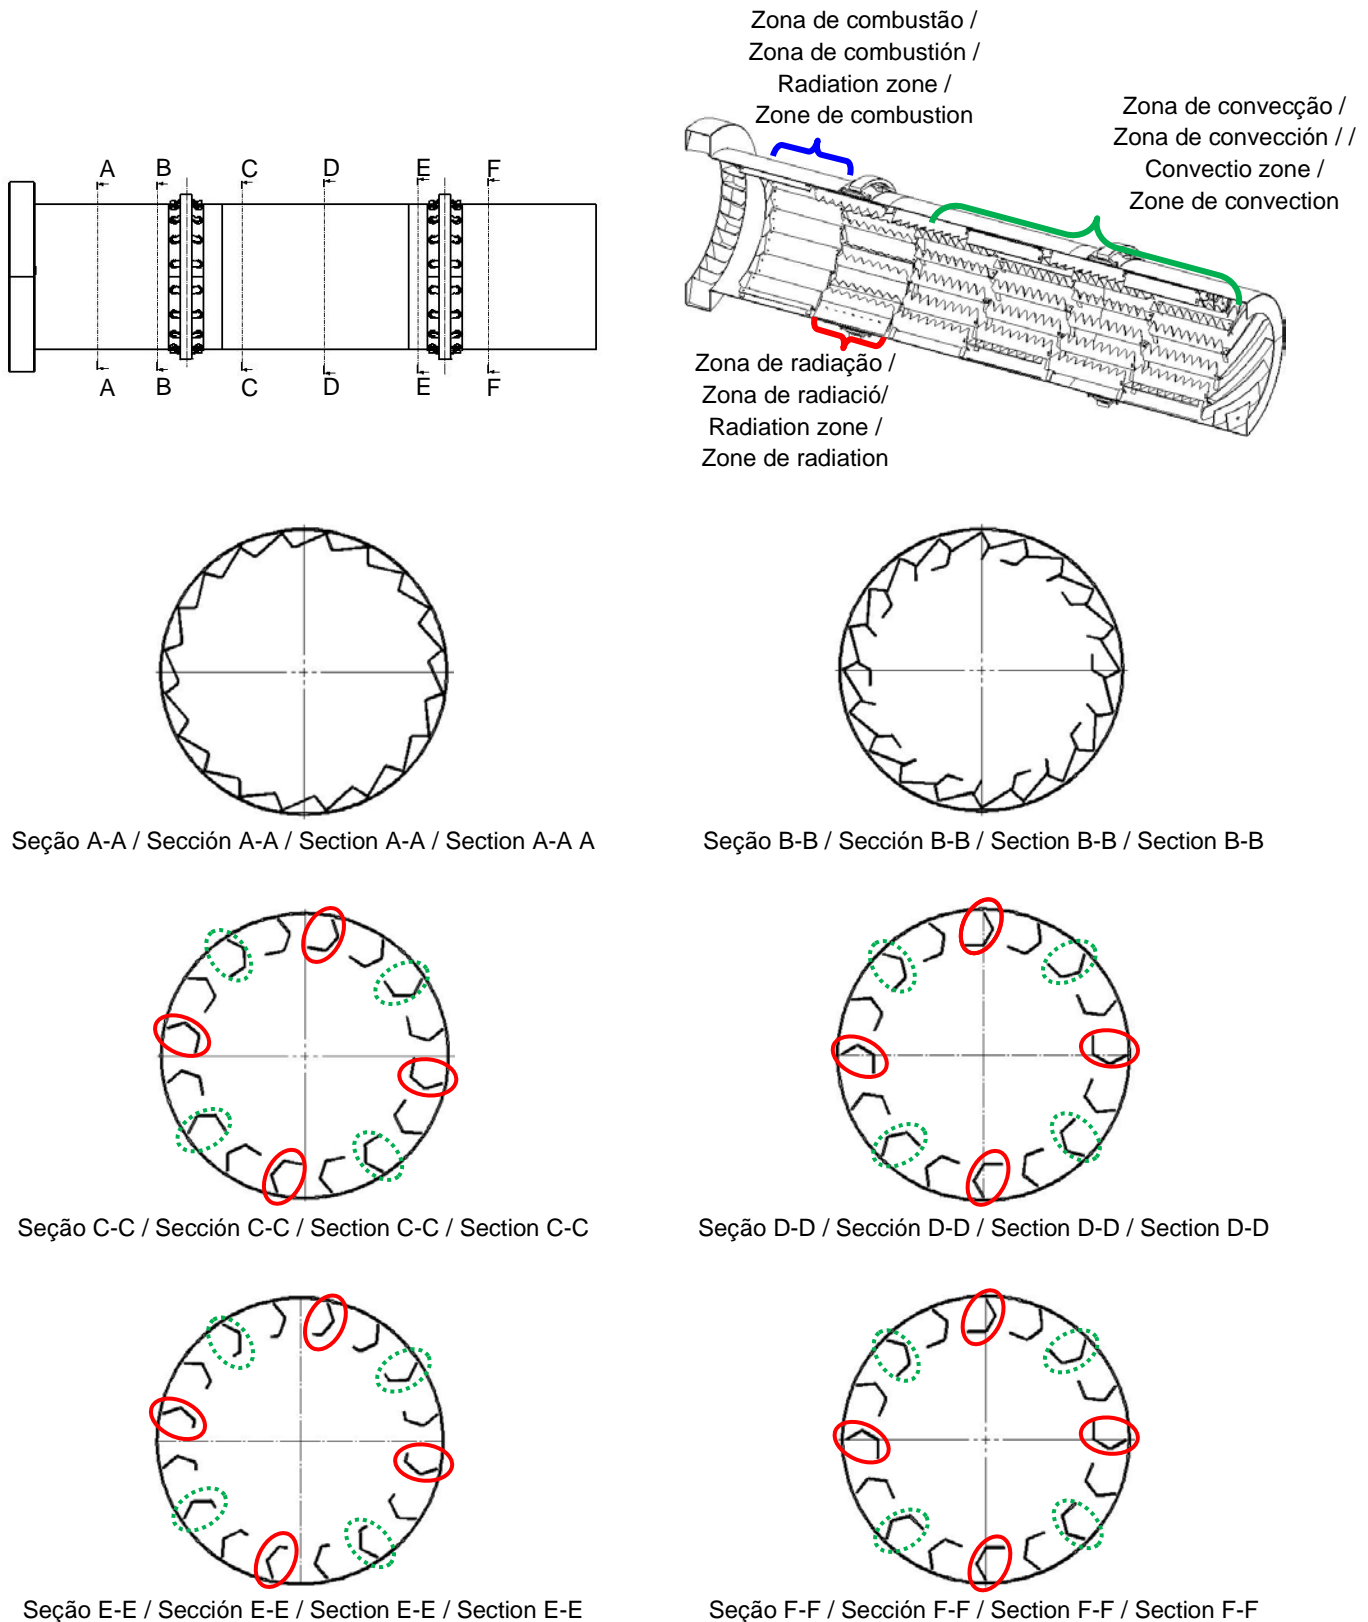 Zona de combustão /
Zona de combustión /
Radiation zone /
Zone de combustion
Zona de convecção /
Zona de convección / /
Convectio zone /
Zone de convection
A B C D E F
A B C D E F
Zona de radiação /
Zona de radiació/
Radiation zone /
Zone de radiation
Seção A-A / Sección A-A / Section A-A / Section A-A A
Seção B-B / Sección B-B / Section B-B / Section B-B
Seção C-C / Sección C-C / Section C-C / Section C-C
Seção D-D / Sección D-D / Section D-D / Section D-D
Seção E-E / Sección E-E / Section E-E / Section E-E
Seção F-F / Sección F-F / Section F-F / Section F-F